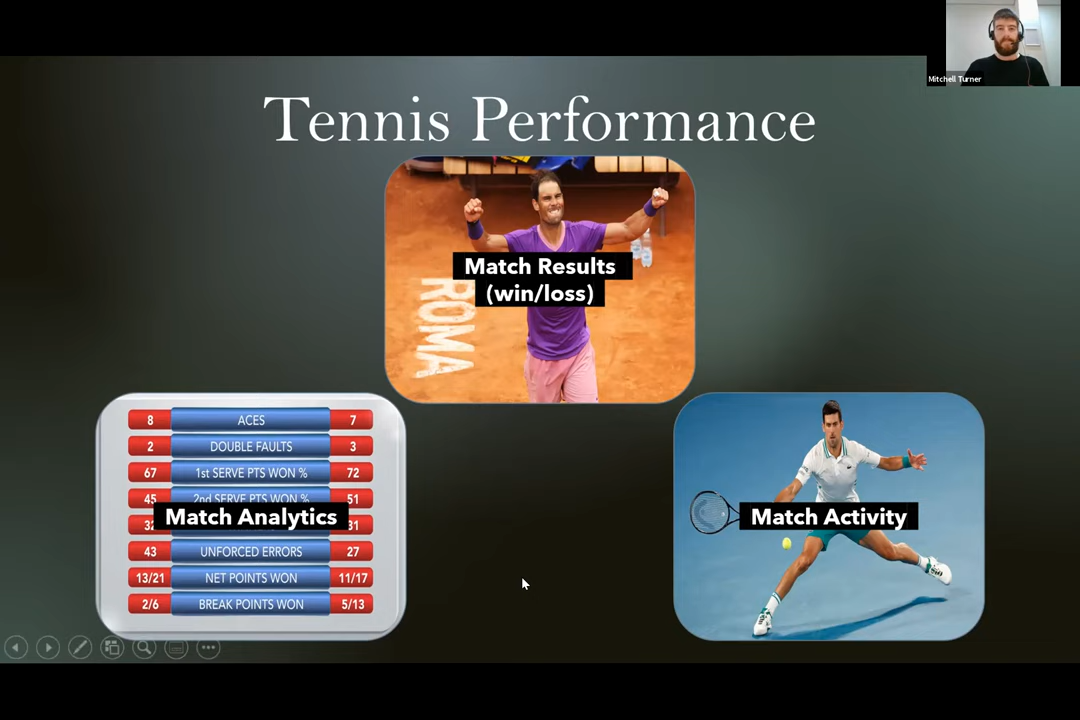 Mitchell Turner
Tennis Performance
Match Results
(win/loss)
ROMA
8 ACES 7
2 DOUBLE FAULTS 3
67 1st SERVE PTS WON % 72
45 2nd SERVE PTS WON % 51
Match Analytics
43 UNFORCED ERRORS 27
13/21 NET POINTS WON 11/17
2/6 BREAK POINTS WON 5/13
Match Activity